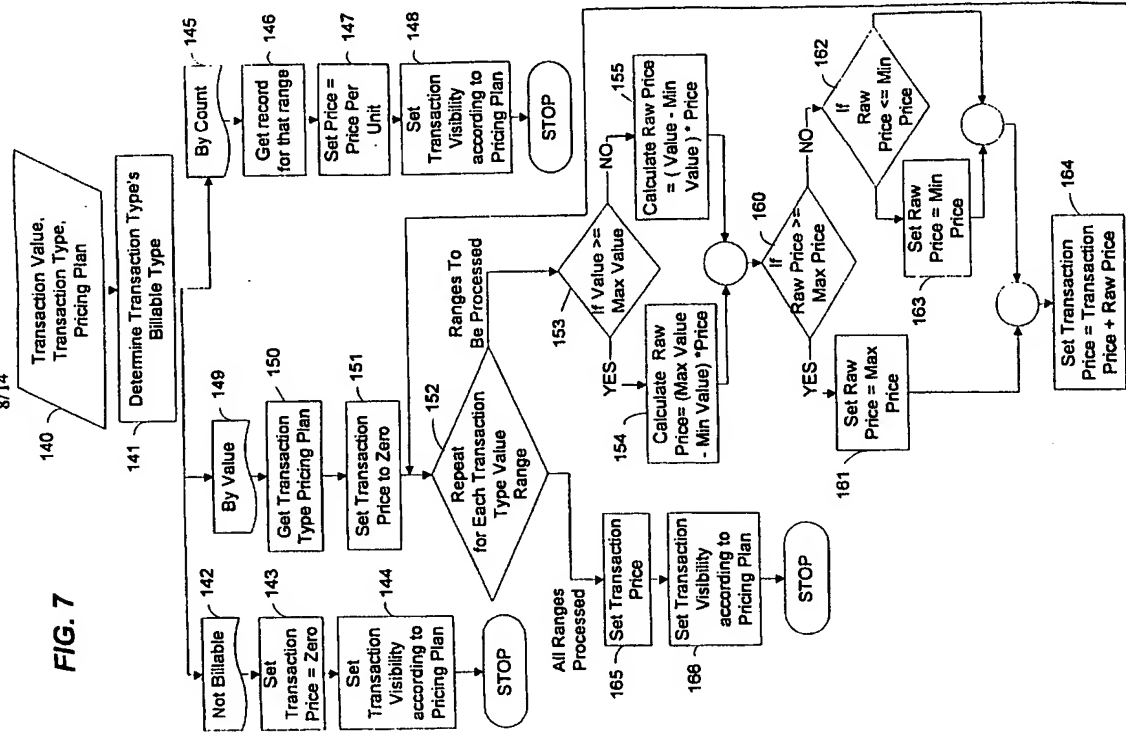 8/14
FIG. 7
140
Transaction Value,
Transaction Type,
Pricing Plan
141
Determine Transaction Type's
Billable Type
142
Not Billable
143
Set
Transaction
Price = Zero
144
Set
Transaction
Visibility
according to
Pricing Plan
STOP
149
By Value
150
Get Transaction
Type Pricing Plan
151
Set Transaction
Price to Zero
152
Repeat
for Each Transaction
Type Value
Range
Ranges To
Be Processed
All Ranges
Processed
165
Set Transaction
Price
166
Set Transaction
Visibility
according to
Pricing Plan
STOP
145
By Count
146
Get record
for that range
147
Set Price =
Price Per
Unit
148
Set
Transaction
Visibility
according to
Pricing Plan
STOP
153
If Value >=
Max Value
YES
NO
154
Calculate Raw
Price= (Max Value
- Min Value) *Price
155
Calculate Raw Price
= ( Value - Min
Value ) * Price
160
If
Raw Price >=
Max Price
YES
NO
161
Set Raw
Price = Max
Price
162
If
Raw
Price <= Min
Price
163
Set Raw
Price = Min
Price
164
Set Transaction
Price = Transaction
Price + Raw Price